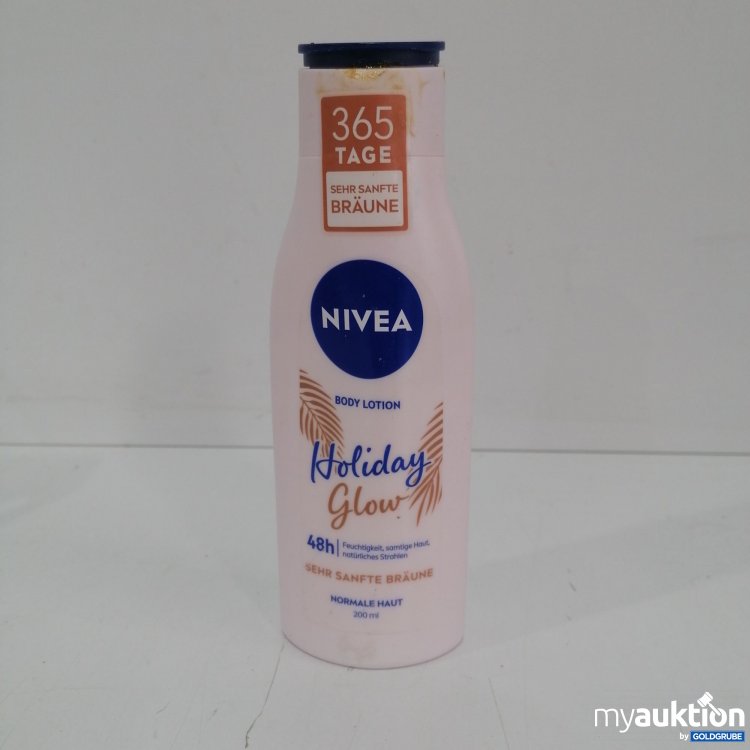 365
TAGE
SEHR SANFTE
BRÄUNE
NIVEA
BODY LOTION
Holiday
Glow
48h
Feuchtigkeit, samtige Haut,
natürliches Strahlen
SEHR SANFTE BRÄUNE
NORMALE HAUT
200 ml
myauktion
by GOLDGRUBE